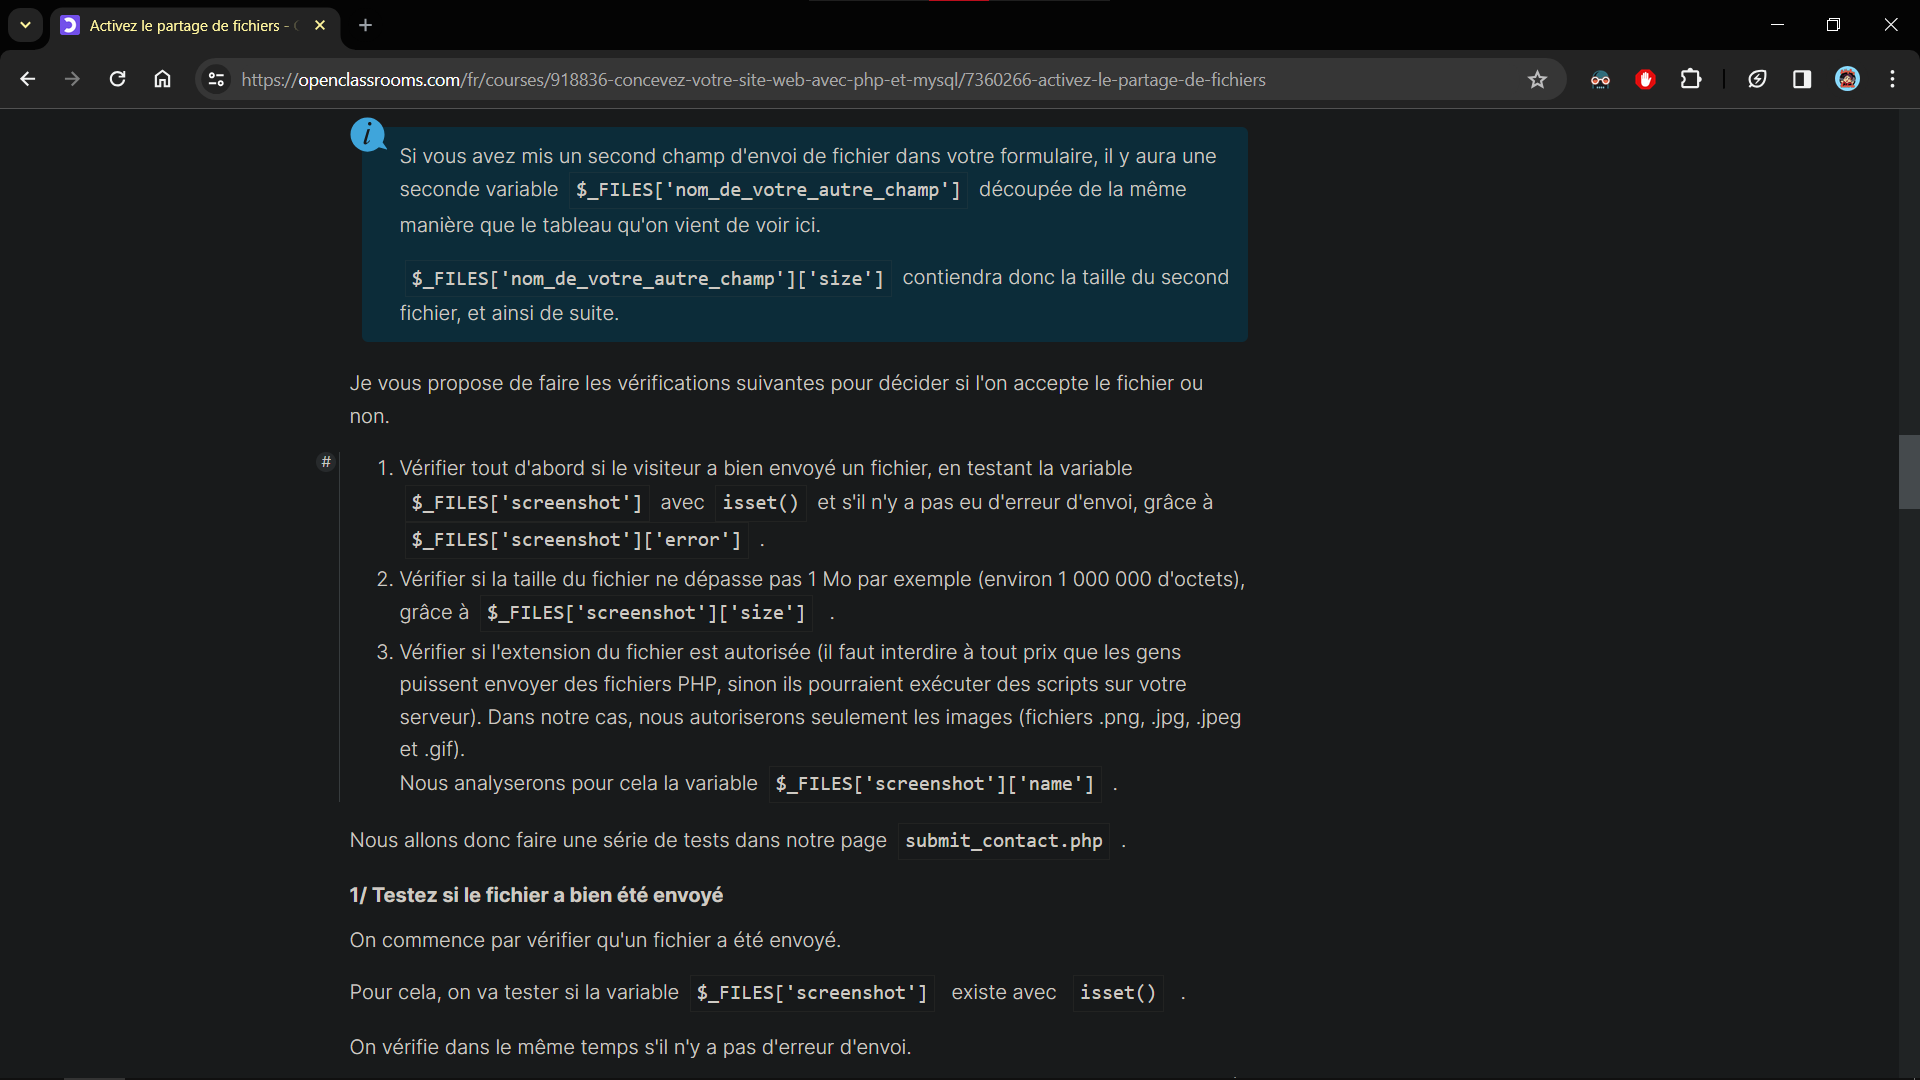 Activez le partage de fichiers -
https://openclassrooms.com/fr/courses/918836-concevez-votre-site-web-avec-php-et-mysql/7360266-activez-le-partage-de-fichiers
i
Si vous avez mis un second champ d'envoi de fichier dans votre formulaire, il y aura une
seconde variable $_FILES['nom_de_votre_autre_champ'] découpée de la même
manière que le tableau qu'on vient de voir ici.
$_FILES['nom_de_votre_autre_champ']['size'] contiendra donc la taille du second
fichier, et ainsi de suite.
Je vous propose de faire les vérifications suivantes pour décider si l'on accepte le fichier ou
non.
#
1. Vérifier tout d'abord si le visiteur a bien envoyé un fichier, en testant la variable
$_FILES['screenshot'] avec isset() et s'il n'y a pas eu d'erreur d'envoi, grâce à
$_FILES['screenshot']['error'] .
2. Vérifier si la taille du fichier ne dépasse pas 1 Mo par exemple (environ 1 000 000 d'octets),
grâce à $_FILES['screenshot']['size'] .
3. Vérifier si l'extension du fichier est autorisée (il faut interdire à tout prix que les gens
puissent envoyer des fichiers PHP, sinon ils pourraient exécuter des scripts sur votre
serveur). Dans notre cas, nous autoriserons seulement les images (fichiers .png, .jpg, .jpeg
et .gif).
Nous analyserons pour cela la variable $_FILES['screenshot']['name'] .
Nous allons donc faire une série de tests dans notre page submit_contact.php .
1/ Testez si le fichier a bien été envoyé
On commence par vérifier qu'un fichier a été envoyé.
Pour cela, on va tester si la variable $_FILES['screenshot'] existe avec isset() .
On vérifie dans le même temps s'il n'y a pas d'erreur d'envoi.